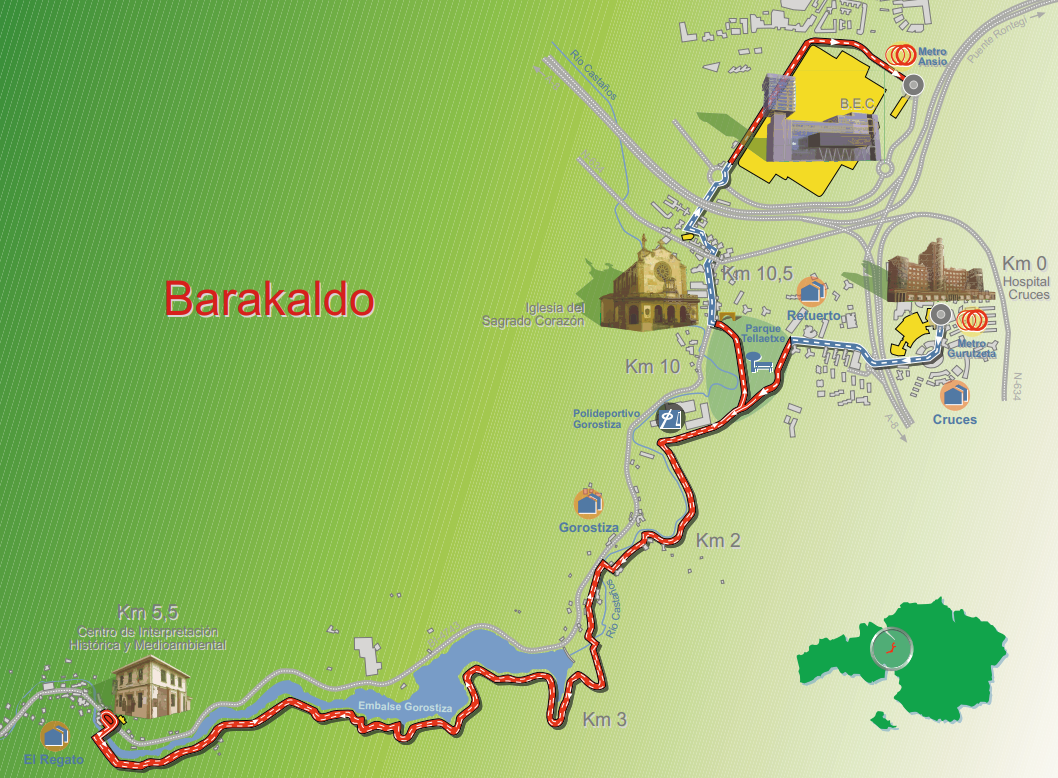 Puente Rontegi
Metro
Ansio
Río Castaños
B.E.C
Km 0
Hospital
Cruces
Km 10,5
Barakaldo
Iglesia del
Sagrado Corazón
Retuerto
Parque
Tellaetxe
Metro
Gurutzeta
Km 10
N-634
Cruces
Polideportivo
Gorostiza
A-8
Gorostiza
Km 2
Río Castaños
Km 5,5
Centro de Interpretación
Histórica y Medioambiental
Embalse Gorostiza
Km 3
El Regato